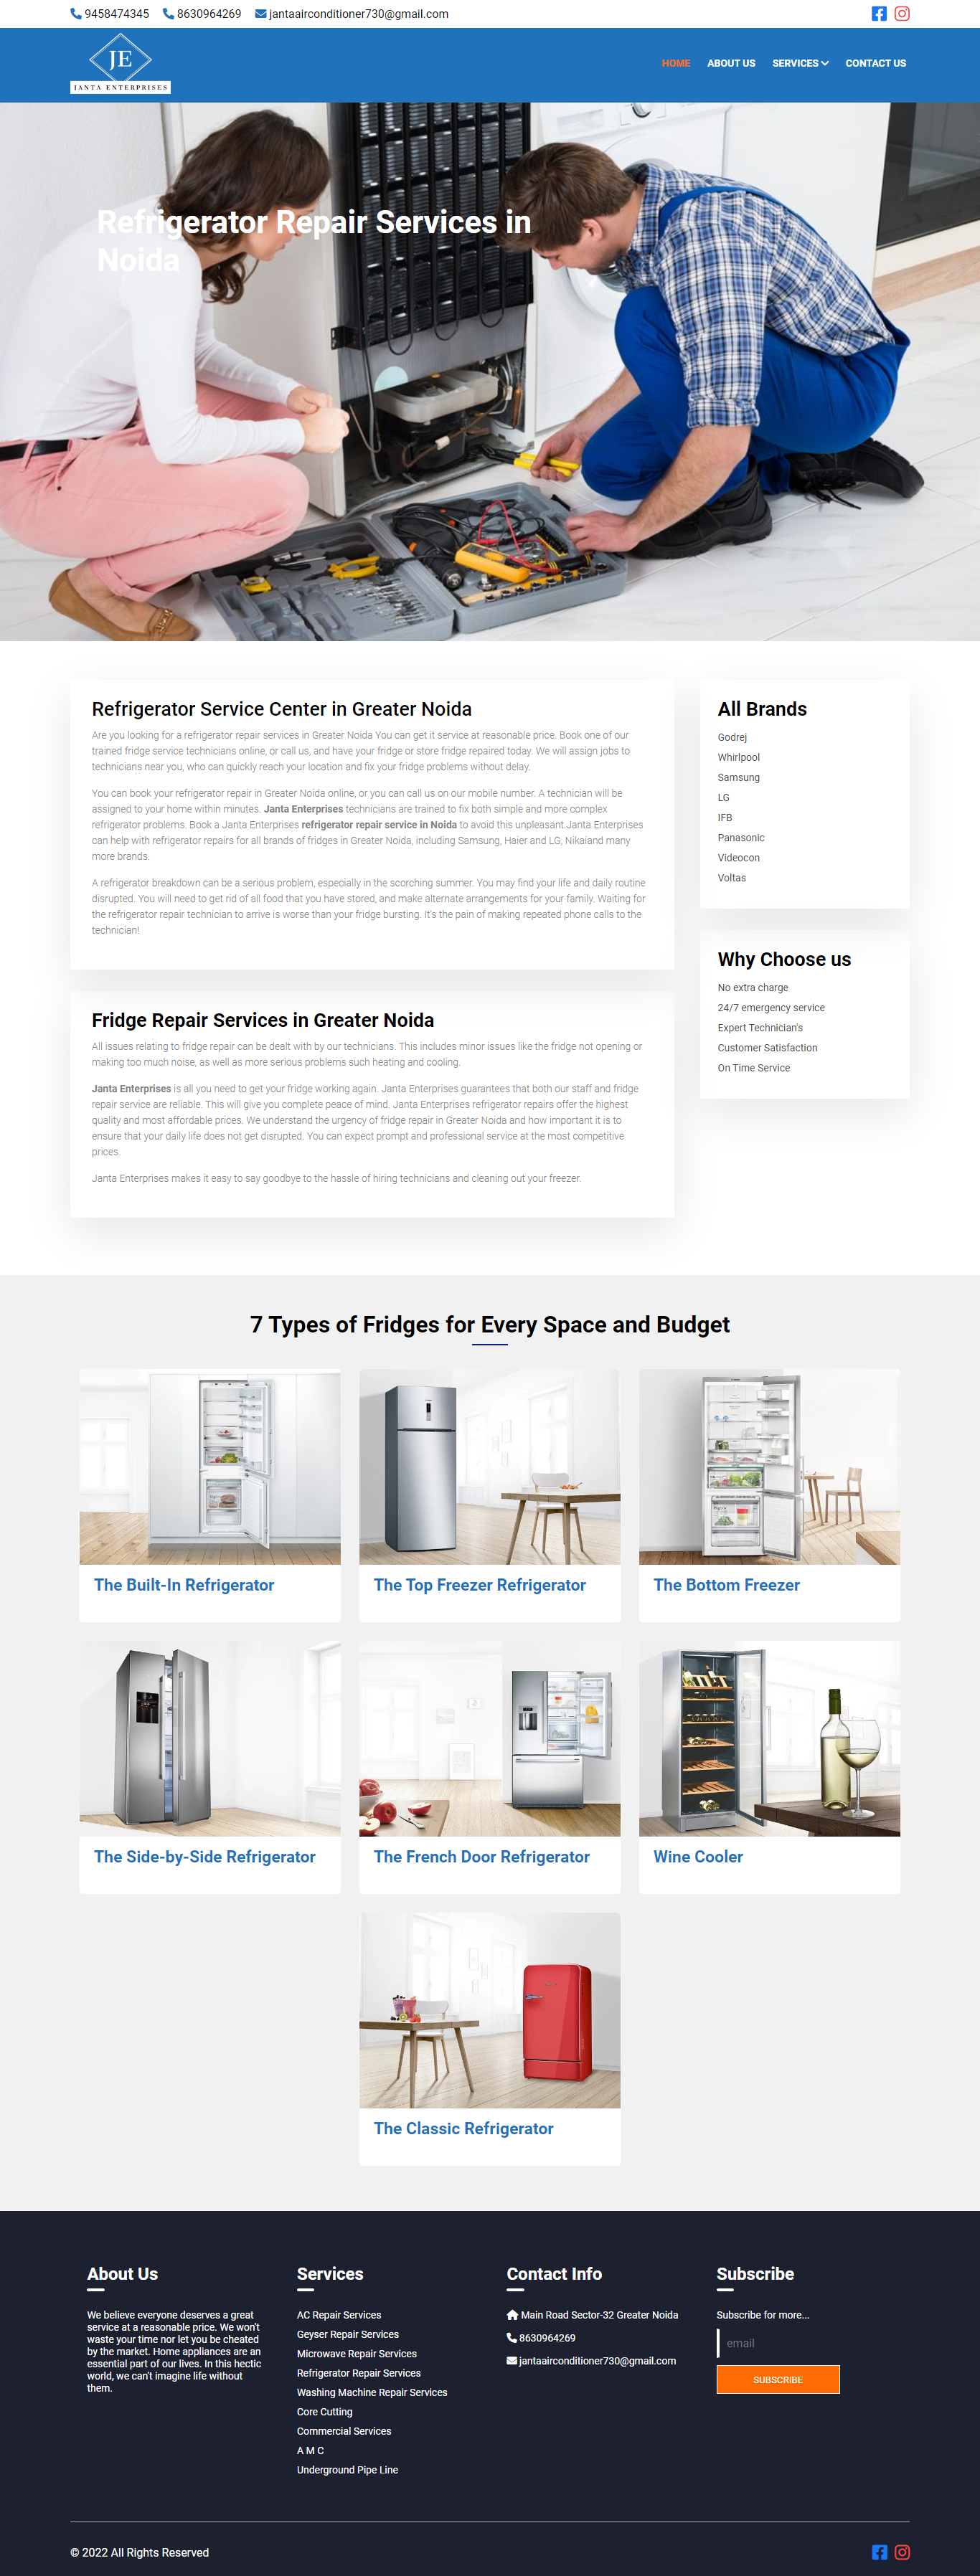 9458474345 8630964269 jantaairconditioner730@gmail.com
JE
JANTA ENTERPRISES
HOME ABOUT US SERVICES CONTACT US
Refrigerator Repair Services in
Noida
Refrigerator Service Center in Greater Noida
Are you looking for a refrigerator repair services in Greater Noida You can get it service at reasonable price. Book one of our
trained fridge service technicians online, or call us, and have your fridge or store fridge repaired today. We will assign jobs to
technicians near you, who can quickly reach your location and fix your fridge problems without delay.
You can book your refrigerator repair in Greater Noida online, or you can call us on our mobile number. A technician will be
assigned to your home within minutes. Janta Enterprises technicians are trained to fix both simple and more complex
refrigerator problems. Book a Janta Enterprises refrigerator repair service in Noida to avoid this unpleasant.Janta Enterprises
can help with refrigerator repairs for all brands of fridges in Greater Noida, including Samsung, Haier and LG, Nikaiand many
more brands.
A refrigerator breakdown can be a serious problem, especially in the scorching summer. You may find your life and daily routine
disrupted. You will need to get rid of all food that you have stored, and make alternate arrangements for your family. Waiting for
the refrigerator repair technician to arrive is worse than your fridge bursting. It's the pain of making repeated phone calls to the
technician!
Fridge Repair Services in Greater Noida
All issues relating to fridge repair can be dealt with by our technicians. This includes minor issues like the fridge not opening or
making too much noise, as well as more serious problems such heating and cooling.
Janta Enterprises is all you need to get your fridge working again. Janta Enterprises guarantees that both our staff and fridge
repair service are reliable. This will give you complete peace of mind. Janta Enterprises refrigerator repairs offer the highest
quality and most affordable prices. We understand the urgency of fridge repair in Greater Noida and how important it is to
ensure that your daily life does not get disrupted. You can expect prompt and professional service at the most competitive
prices.
Janta Enterprises makes it easy to say goodbye to the hassle of hiring technicians and cleaning out your freezer.
All Brands
Godrej
Whirlpool
Samsung
LG
IFB
Panasonic
Videocon
Voltas
Why Choose us
No extra charge
24/7 emergency service
Expert Technician's
Customer Satisfaction
On Time Service
7 Types of Fridges for Every Space and Budget
The Built-In Refrigerator
The Top Freezer Refrigerator
The Bottom Freezer
The Side-by-Side Refrigerator
The French Door Refrigerator
Wine Cooler
The Classic Refrigerator
About Us
We believe everyone deserves a great
service at a reasonable price. We won't
waste your time nor let you be cheated
by the market. Home appliances are an
essential part of our lives. In this hectic
world, we can't imagine life without
them.
Services
AC Repair Services
Geyser Repair Services
Microwave Repair Services
Refrigerator Repair Services
Washing Machine Repair Services
Core Cutting
Commercial Services
A M C
Underground Pipe Line
Contact Info
Main Road Sector-32 Greater Noida
8630964269
jantaairconditioner730@gmail.com
Subscribe
Subscribe for more...
email
SUBSCRIBE
© 2022 All Rights Reserved